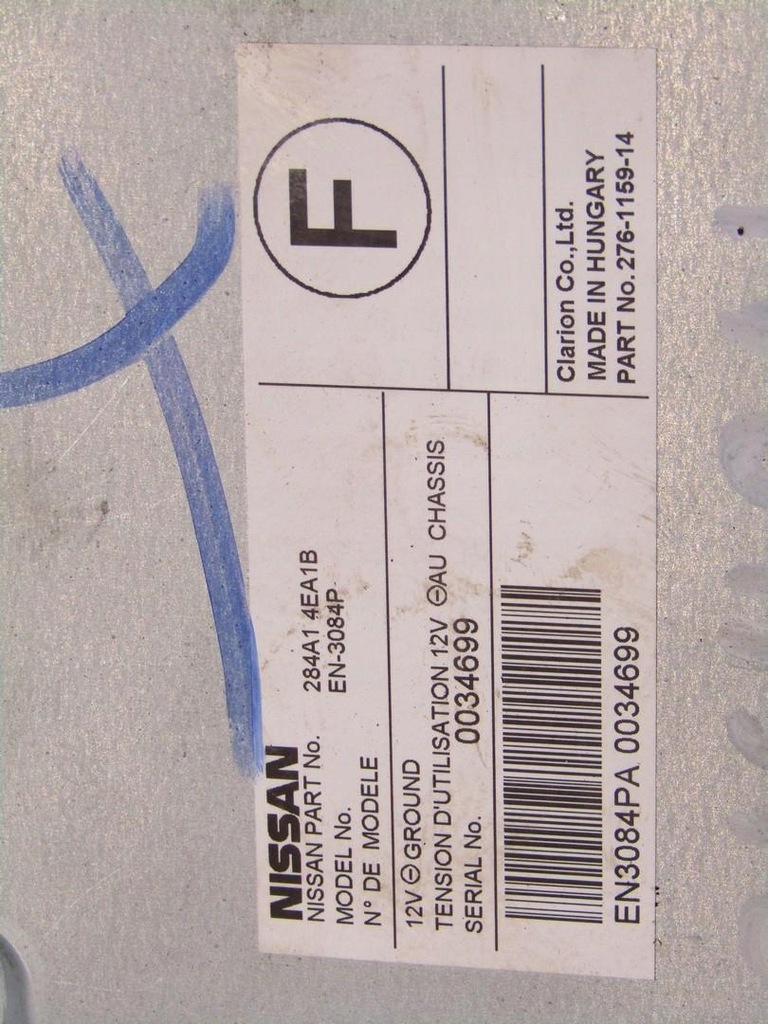 NISSAN
NISSAN PART No. 284A1 4EA1B
MODEL No. EN-3084P
N° DE MODELE
12V ⊖ GROUND
TENSION D'UTILISATION 12V ⊖AU CHASSIS
SERIAL No. 0034699
EN3084PA 0034699
F
Clarion Co.,Ltd.
MADE IN HUNGARY
PART No. 276-1159-14